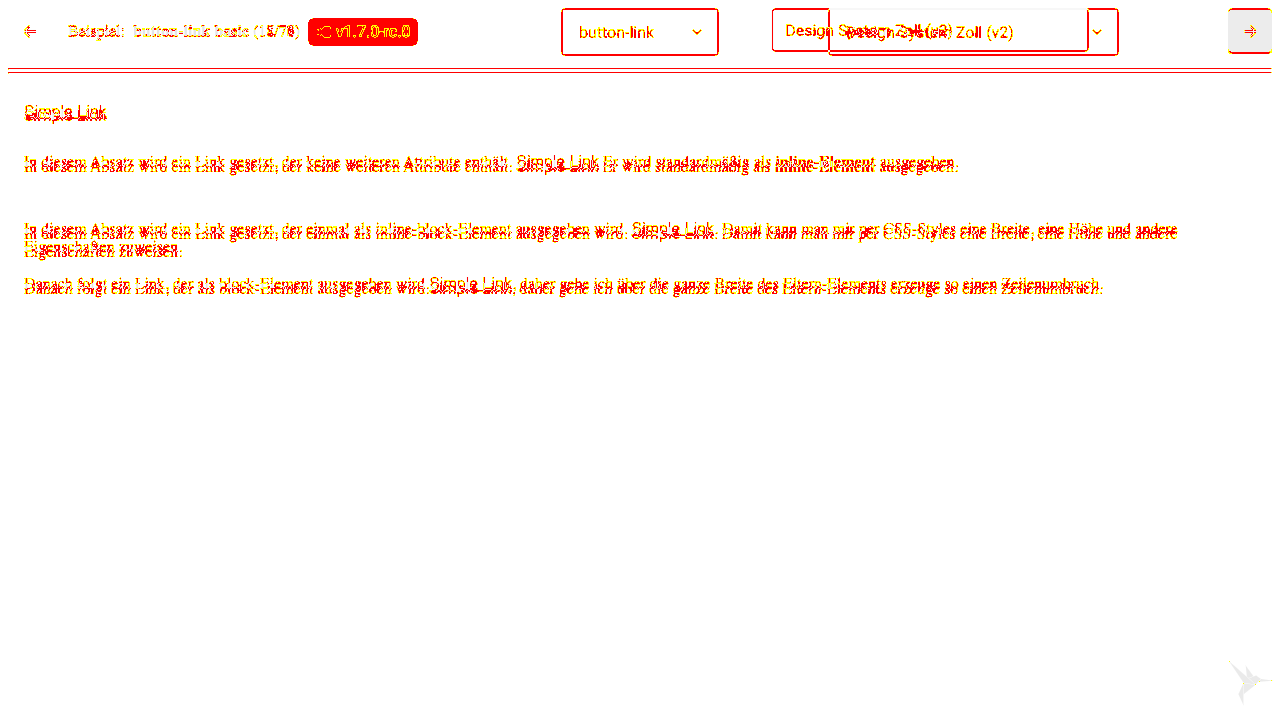 ← Beispiel: button-link basic v1.7.0-rc.0 button-link Design System Zoll (v2) Design System Zoll (v2) →
Simple Link
In diesem Absatz wird ein Link gesetzt, der keine weiteren Attribute enthält. Simple Link Er wird standardmäßig als Inline-Element ausgegeben.
In diesem Absatz wird ein Link gesetzt, der einmal als inline-block-Element ausgegeben wird. Simple Link. Damit kann man mir per CSS-Styles eine Breite, eine Höhe und andere
Eigenschaften zuweisen.
Danach folgt ein Link, der als block-Element ausgegeben wird Simple Link, daher gehe ich über die ganze Breite des Eltern-Elements erzeuge so einen Zeilenumbruch.